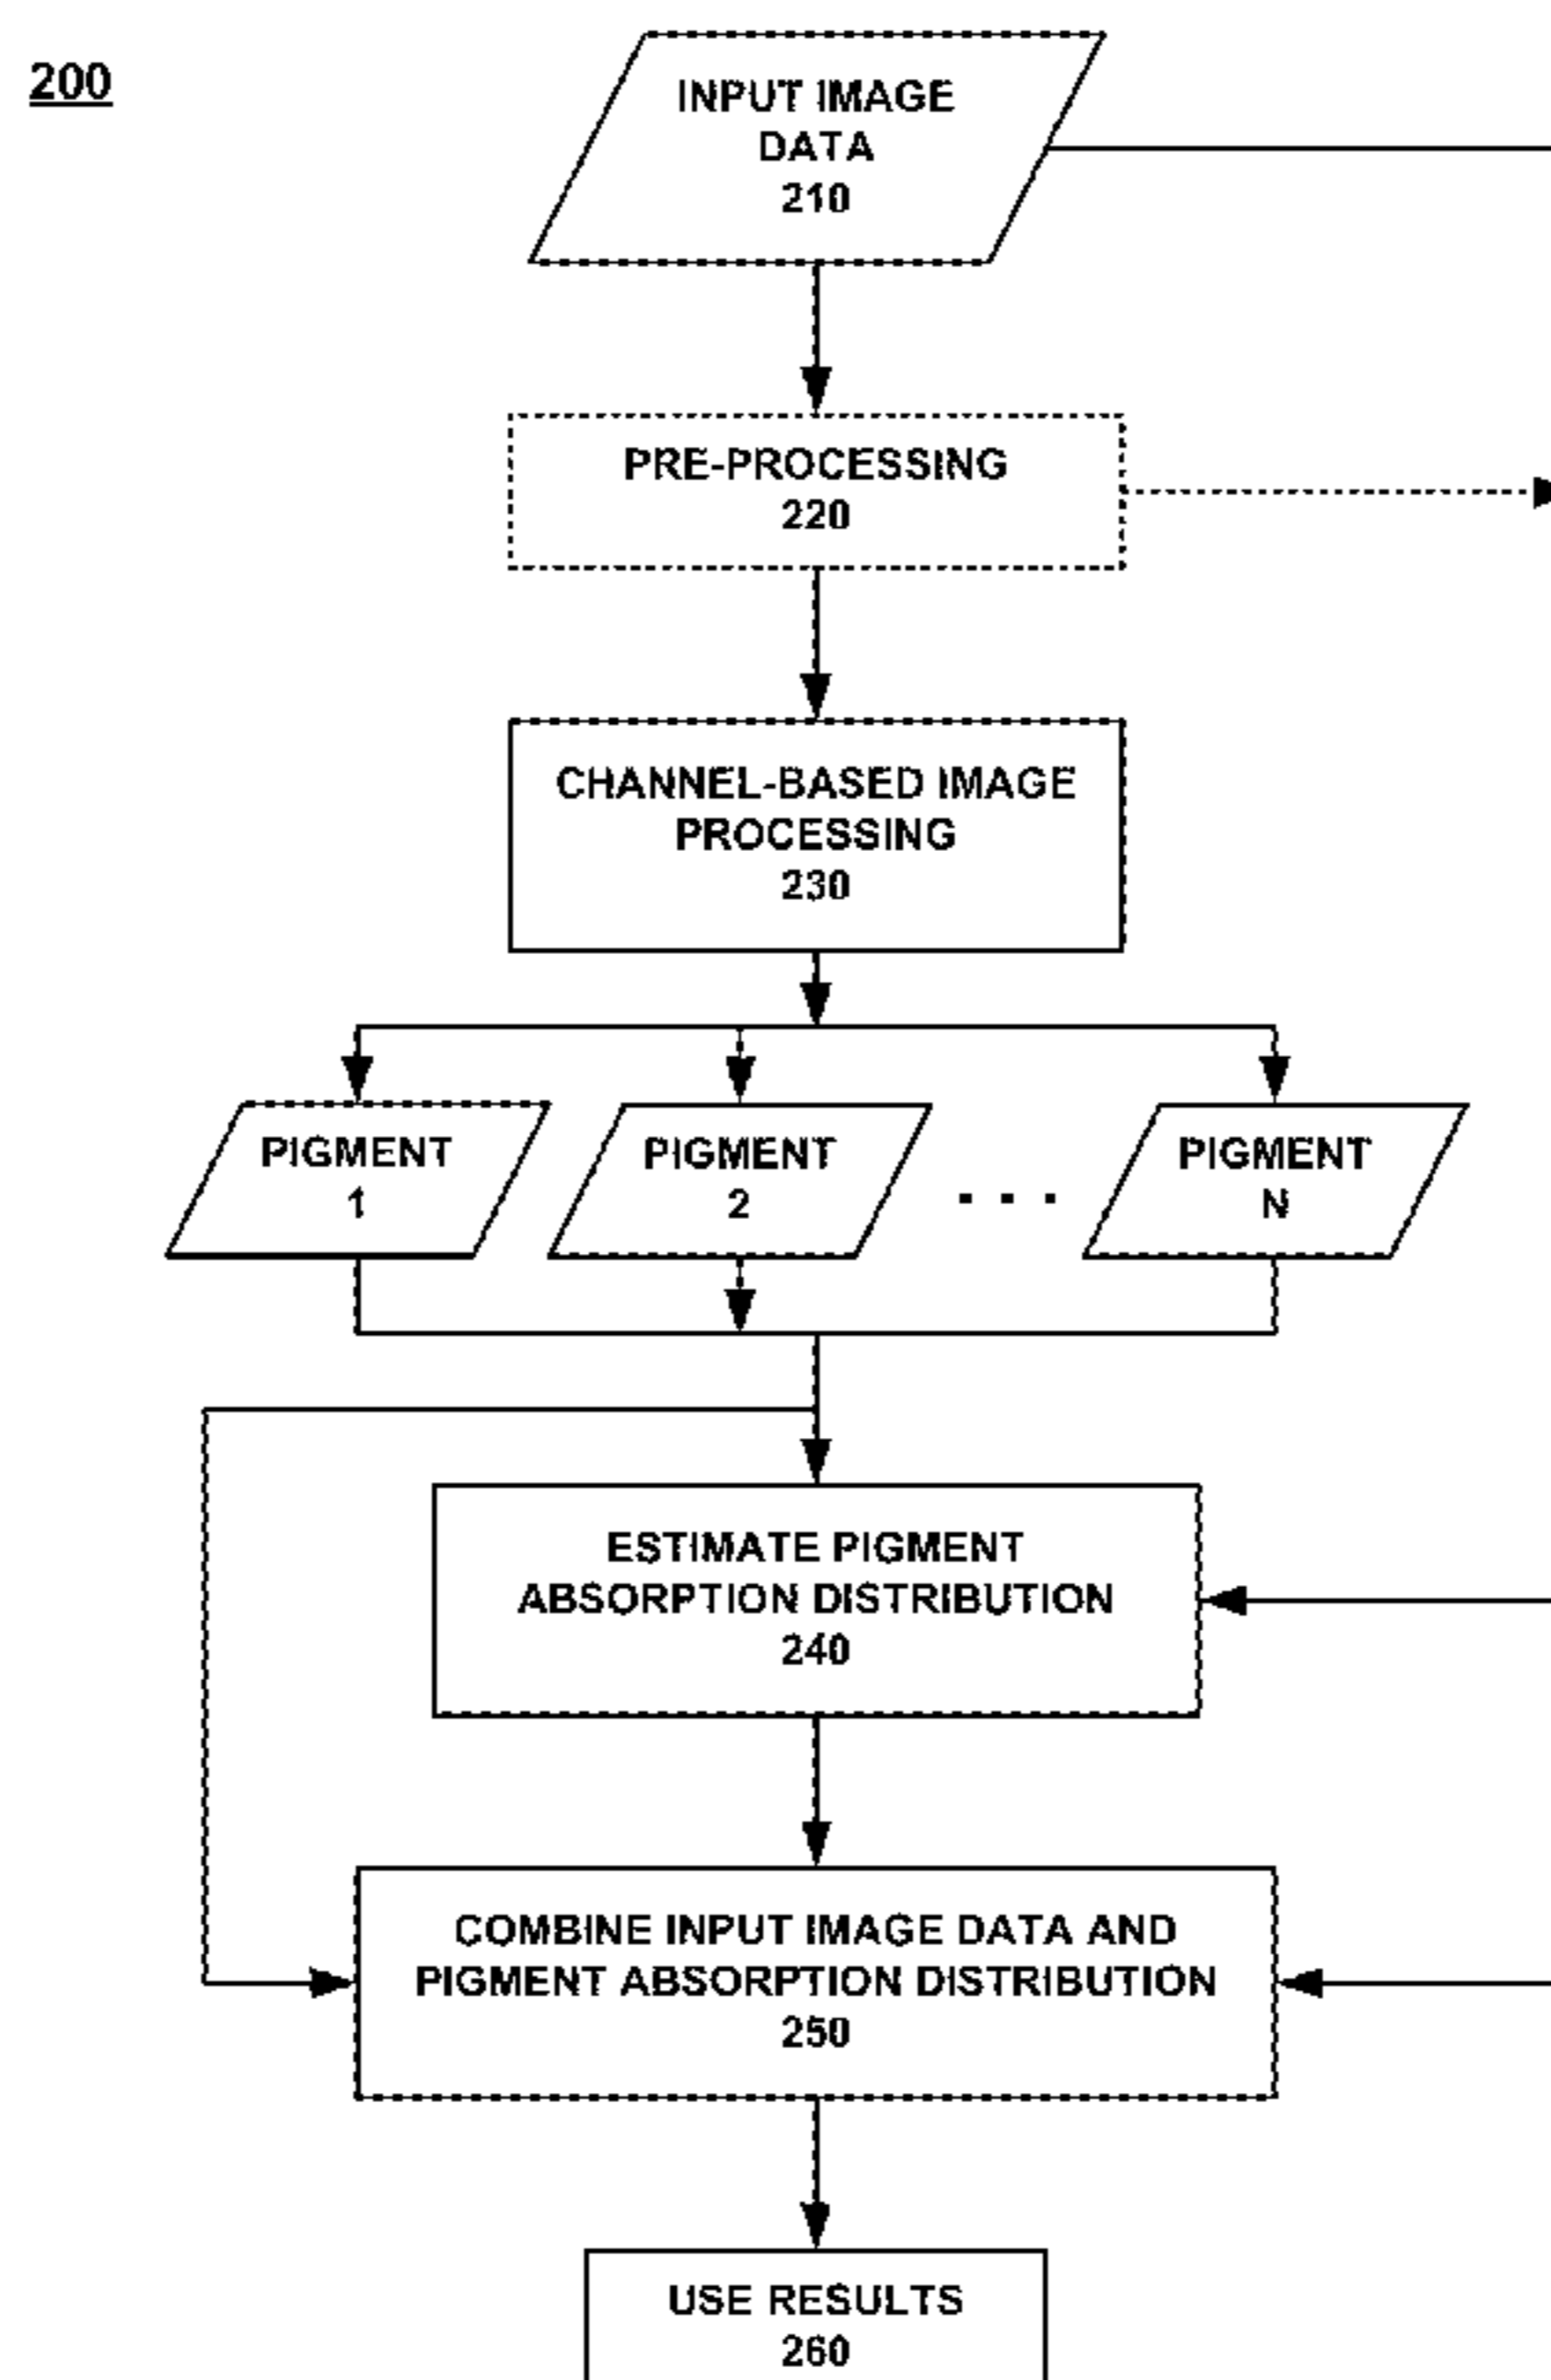 200
INPUT IMAGE
DATA
210
PRE-PROCESSING
220
CHANNEL-BASED IMAGE
PROCESSING
230
PIGMENT
1
PIGMENT
2
. . .
PIGMENT
N
ESTIMATE PIGMENT
ABSORPTION DISTRIBUTION
240
COMBINE INPUT IMAGE DATA AND
PIGMENT ABSORPTION DISTRIBUTION
250
USE RESULTS
260